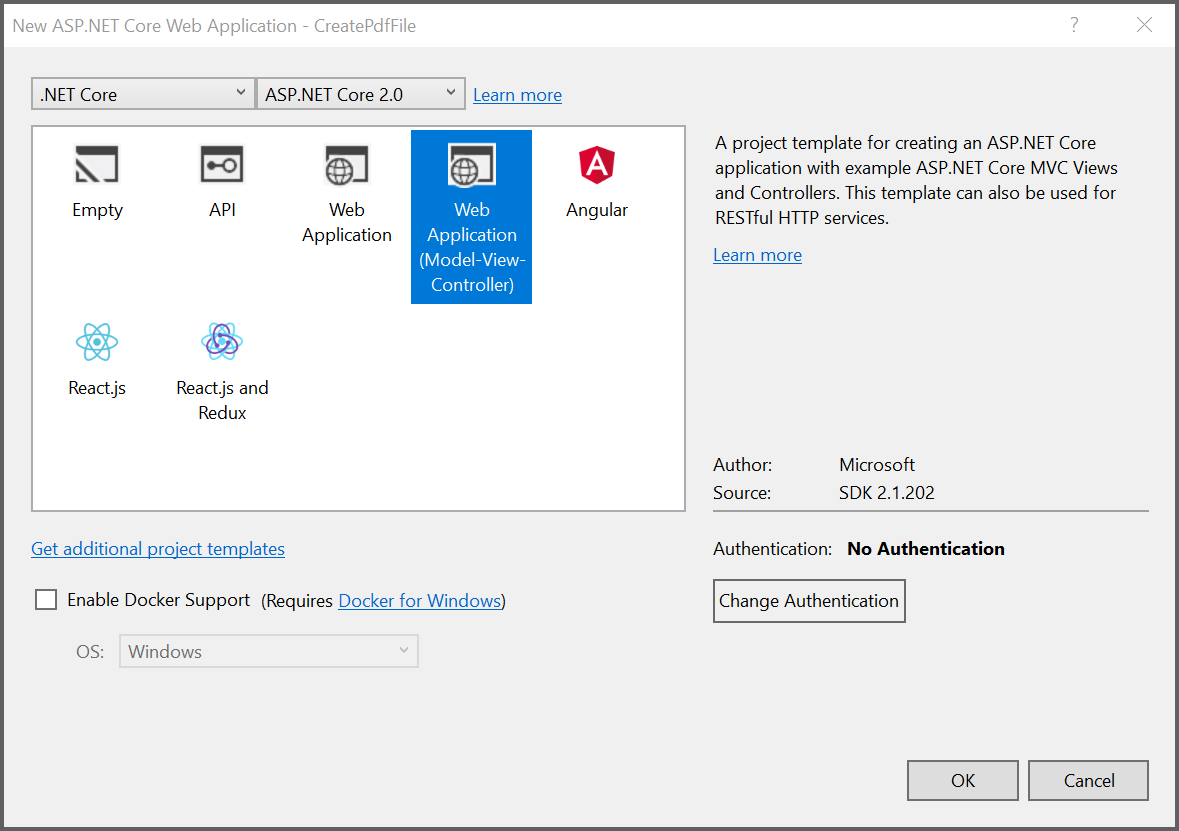 New ASP.NET Core Web Application - CreatePdfFile
?
.NET Core
ASP.NET Core 2.0
Learn more
Empty
API
Web
Application
Web
Application
(Model-View-
Controller)
Angular
React.js
React.js and
Redux
A project template for creating an ASP.NET Core
application with example ASP.NET Core MVC Views
and Controllers. This template can also be used for
RESTful HTTP services.
Learn more
Author: Microsoft
Source: SDK 2.1.202
Get additional project templates
Enable Docker Support (Requires Docker for Windows)
OS: Windows
Authentication: No Authentication
Change Authentication
OK
Cancel